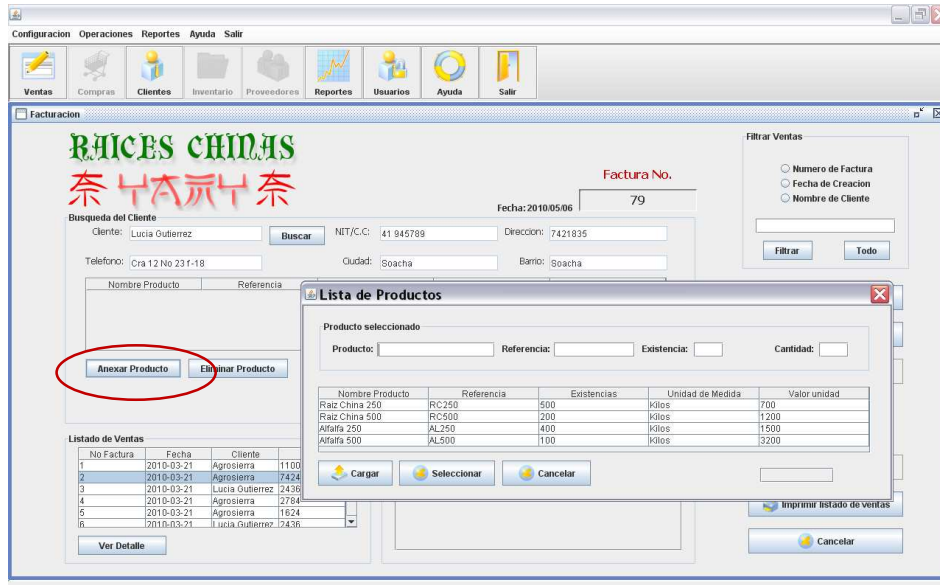 Configuracion Operaciones Reportes Ayuda Salir
Ventas Compras Clientes Inventario Proveedores Reportes Usuarios Ayuda Salir
Facturacion
RAICES CHINAS
Filtrar Ventas
Numero de Factura
Fecha de Creacion
Nombre de Cliente
Filtrar Todo
Factura No.
Fecha: 2010/05/06 79
Busqueda del Cliente
Cliente: Lucia Gutierrez Buscar NIT/C.C: 41 945789 Direccion: 7421835
Telefono: Cra 12 No 23 f-18 Ciudad: Soacha Barrio: Soacha
Nombre Producto Referencia
Anexar Producto Eliminar Producto
Lista de Productos
Producto seleccionado
Producto: Referencia: Existencia: Cantidad:
Nombre Producto Referencia Existencias Unidad de Medida Valor unidad
Raiz China 250 RC250 500 Kilos 700
Raiz China 500 RC500 200 Kilos 1200
Alfalfa 250 AL250 400 Kilos 1500
Alfalfa 500 AL500 100 Kilos 3200
Cargar Seleccionar Cancelar
Listado de Ventas
No Factura Fecha Cliente
1 2010-03-21 Agrosierra 1100
2 2010-03-21 Agrosierra 7424
3 2010-03-21 Lucia Gutierrez 2436
4 2010-03-21 Agrosierra 2784
5 2010-03-21 Agrosierra 1624
6 2010-03-21 Lucia Gutierrez 2436
Ver Detalle
Imprimir listado de ventas
Cancelar